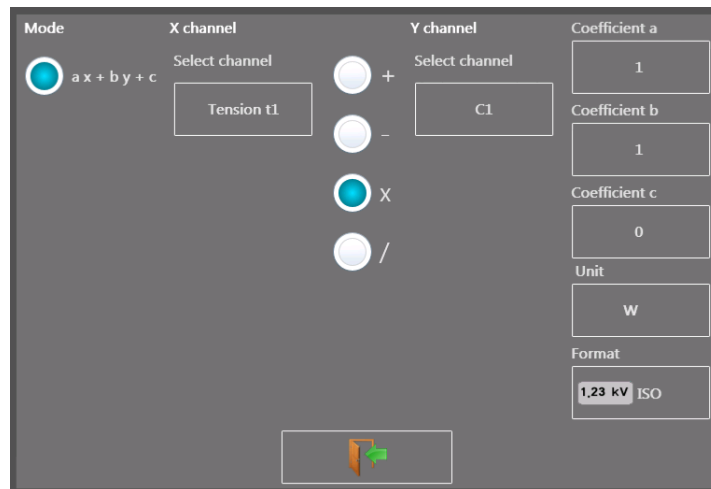 Mode
a x + b y + c
X channel
Select channel
Tension t1
+
-
X
/
Y channel
Select channel
C1
Coefficient a
1
Coefficient b
1
Coefficient c
0
Unit
W
Format
1,23 kV ISO